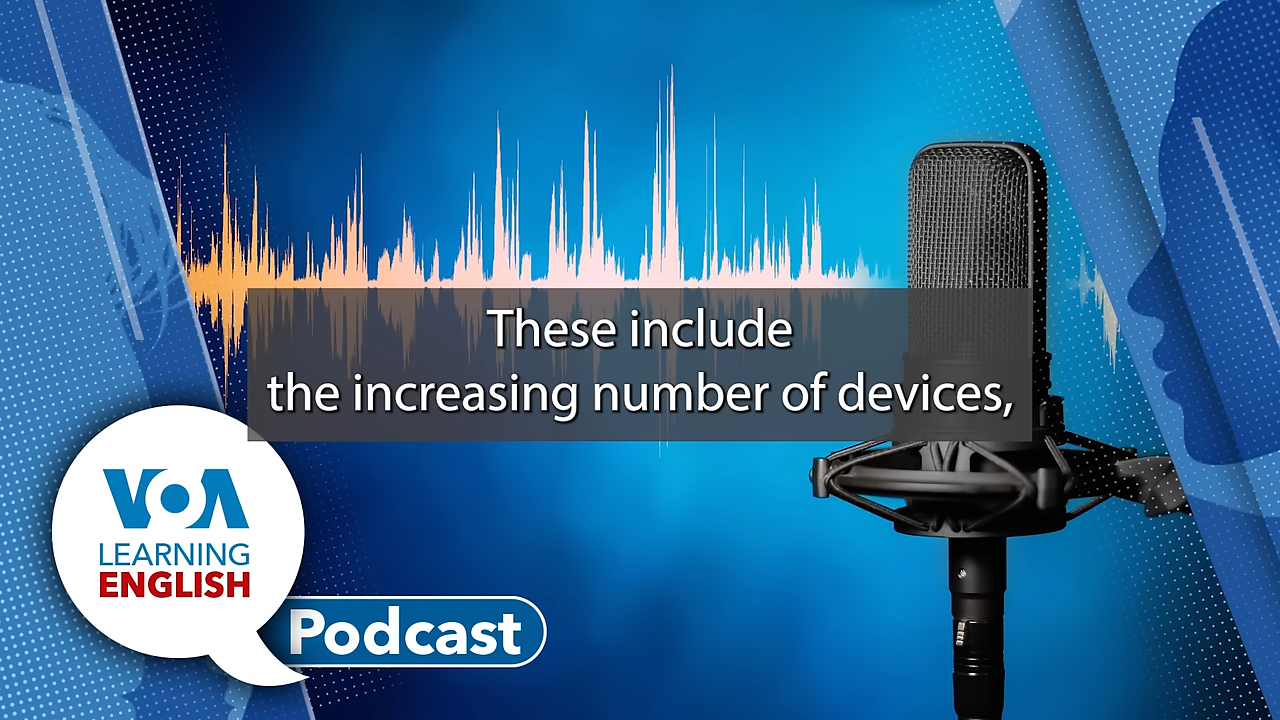 These include
the increasing number of devices,
VOA
LEARNING
ENGLISH
Podcast